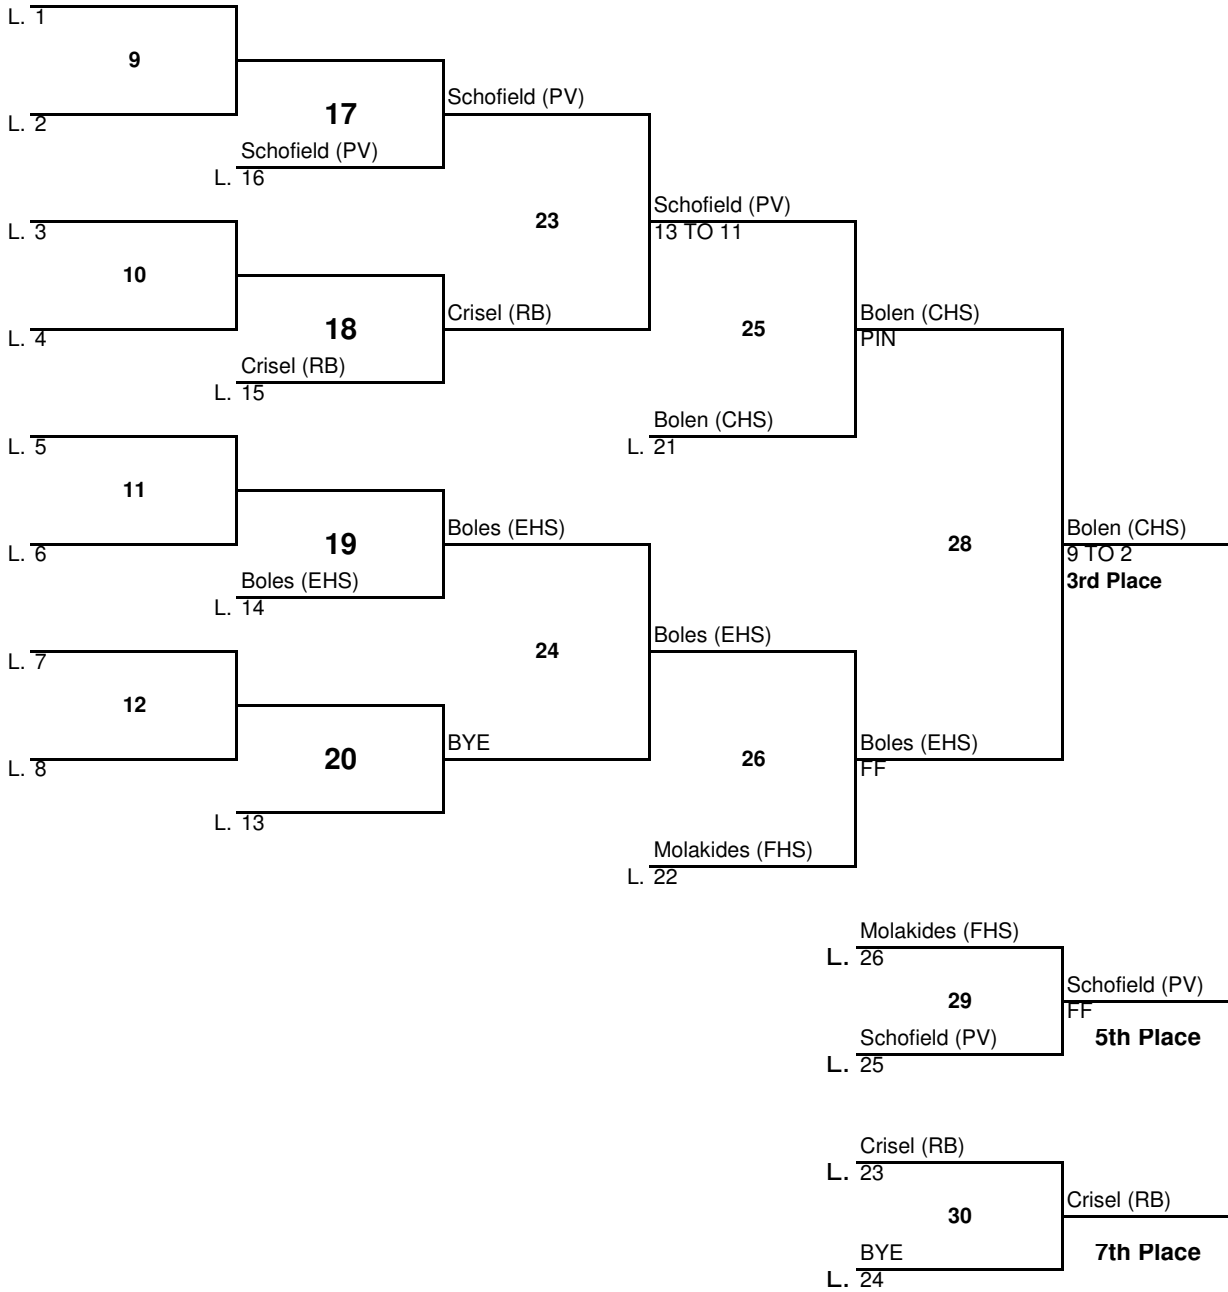 L. 1
9
L. 2
17
Schofield (PV)
Schofield (PV)
L. 16
L. 3
10
L. 4
18
Crisel (RB)
Crisel (RB)
L. 15
23
Schofield (PV)
13 TO 11
25
Bolen (CHS)
PIN
Bolen (CHS)
L. 21
L. 5
11
L. 6
19
Boles (EHS)
Boles (EHS)
L. 14
L. 7
12
L. 8
20
BYE
L. 13
24
Boles (EHS)
26
Boles (EHS)
FF
Molakides (FHS)
L. 22
28
Bolen (CHS)
9 TO 2
3rd Place
Molakides (FHS)
L. 26
29
Schofield (PV)
FF
Schofield (PV)
5th Place
L. 25
Crisel (RB)
L. 23
30
Crisel (RB)
BYE
7th Place
L. 24